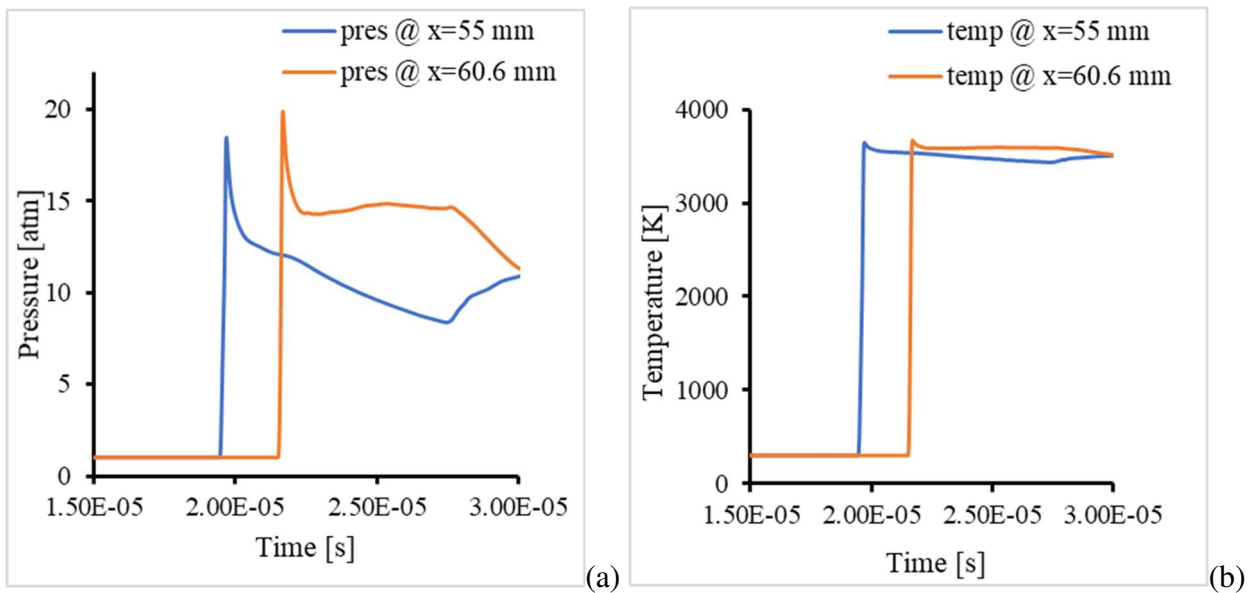 pres @ x=55 mm
pres @ x=60.6 mm
Pressure [atm]
20
15
10
5
0
1.50E-05 2.00E-05 2.50E-05 3.00E-05
Time [s]
(a)
temp @ x=55 mm
temp @ x=60.6 mm
Temperature [K]
4000
3000
2000
1000
0
1.50E-05 2.00E-05 2.50E-05 3.00E-05
Time [s]
(b)